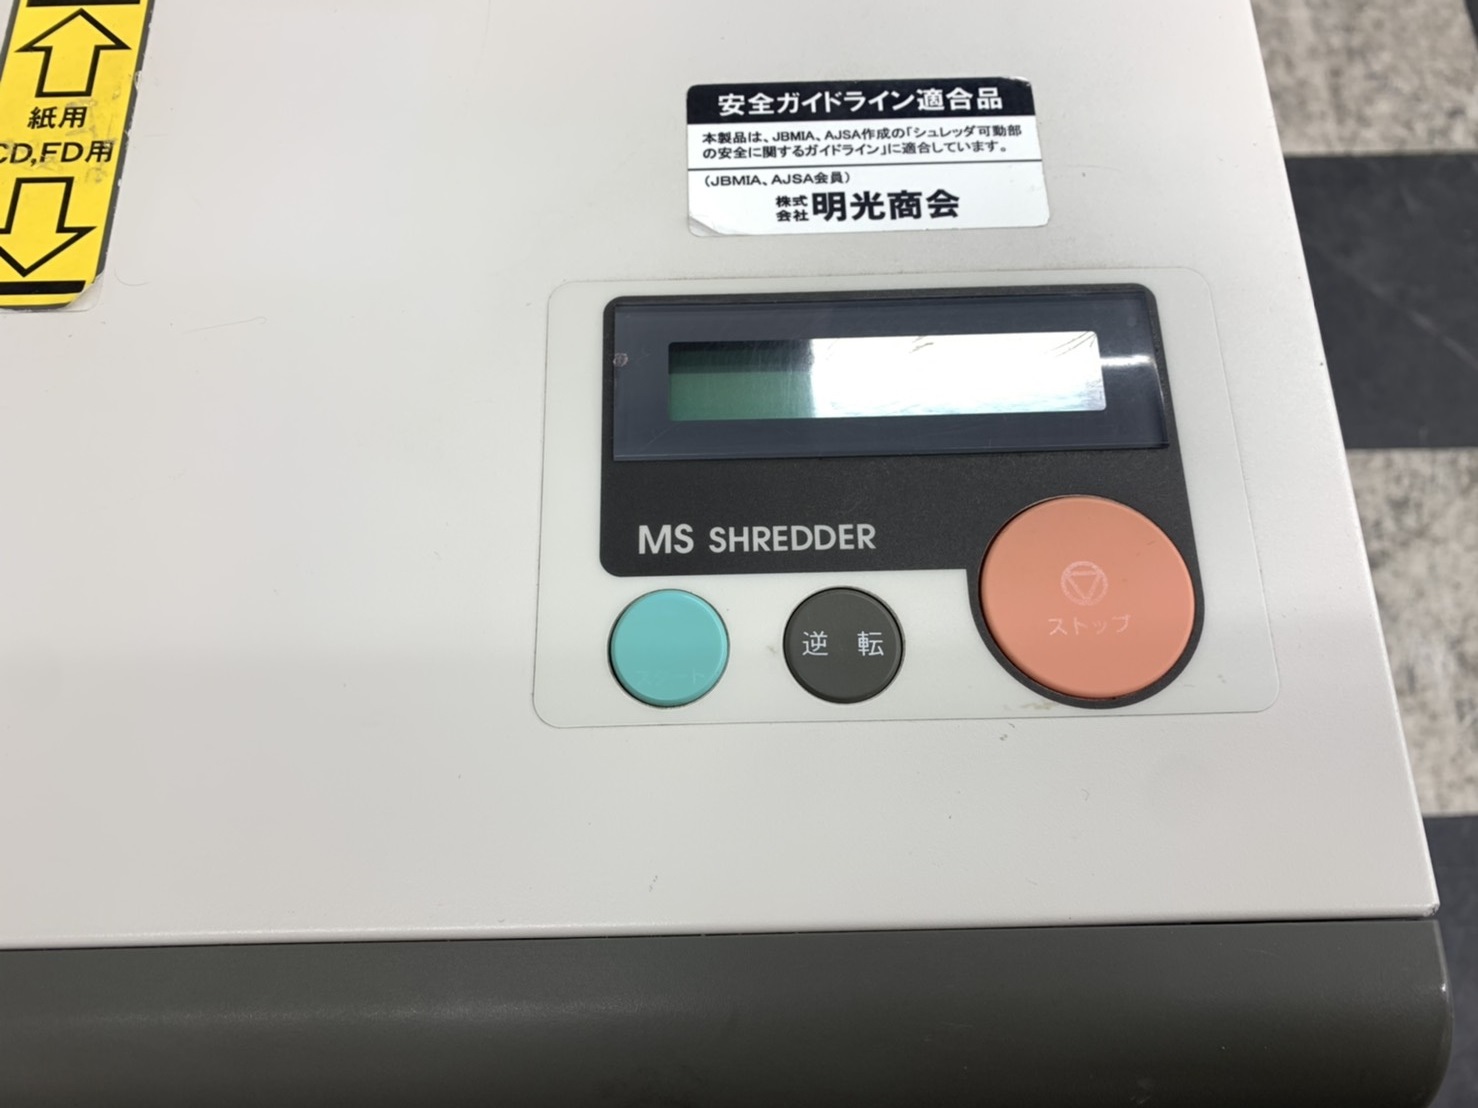 紙用
CD,FD用
安全ガイドライン適合品
本製品は、JBMIA、AJSA作成の「シュレッダ可動部
の安全に関するガイドライン」に適合しています。
(JBMIA、AJSA会員)
株式
会社 明光商会
MS SHREDDER
スタート
逆 転
ストップ